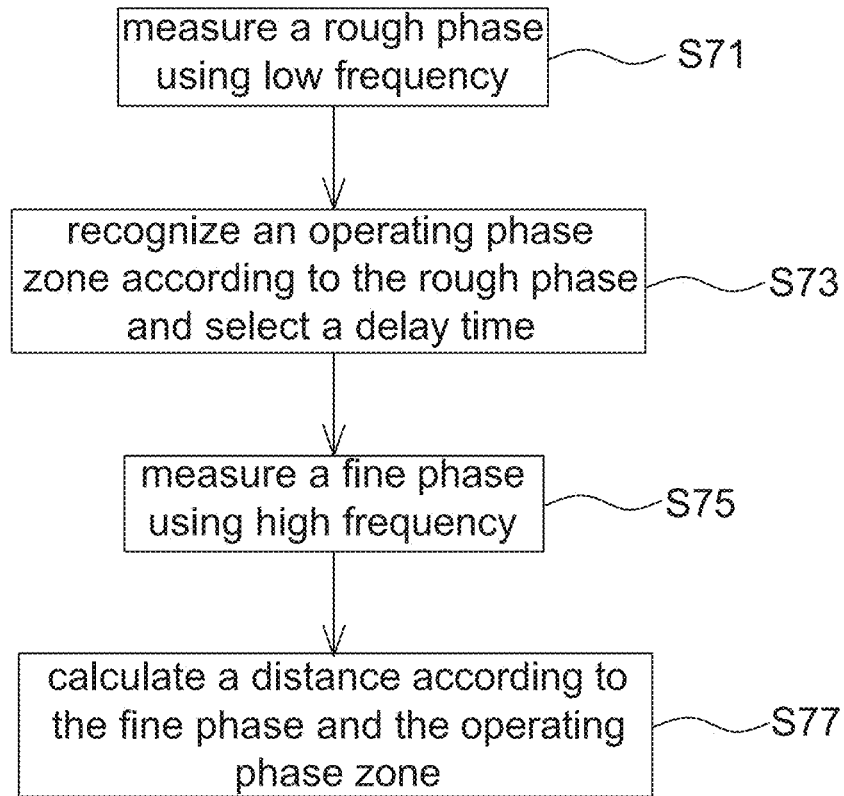 measure a rough phase
using low frequency
S71
recognize an operating phase
zone according to the rough phase
and select a delay time
S73
measure a fine phase
using high frequency
S75
calculate a distance according to
the fine phase and the operating
phase zone
S77